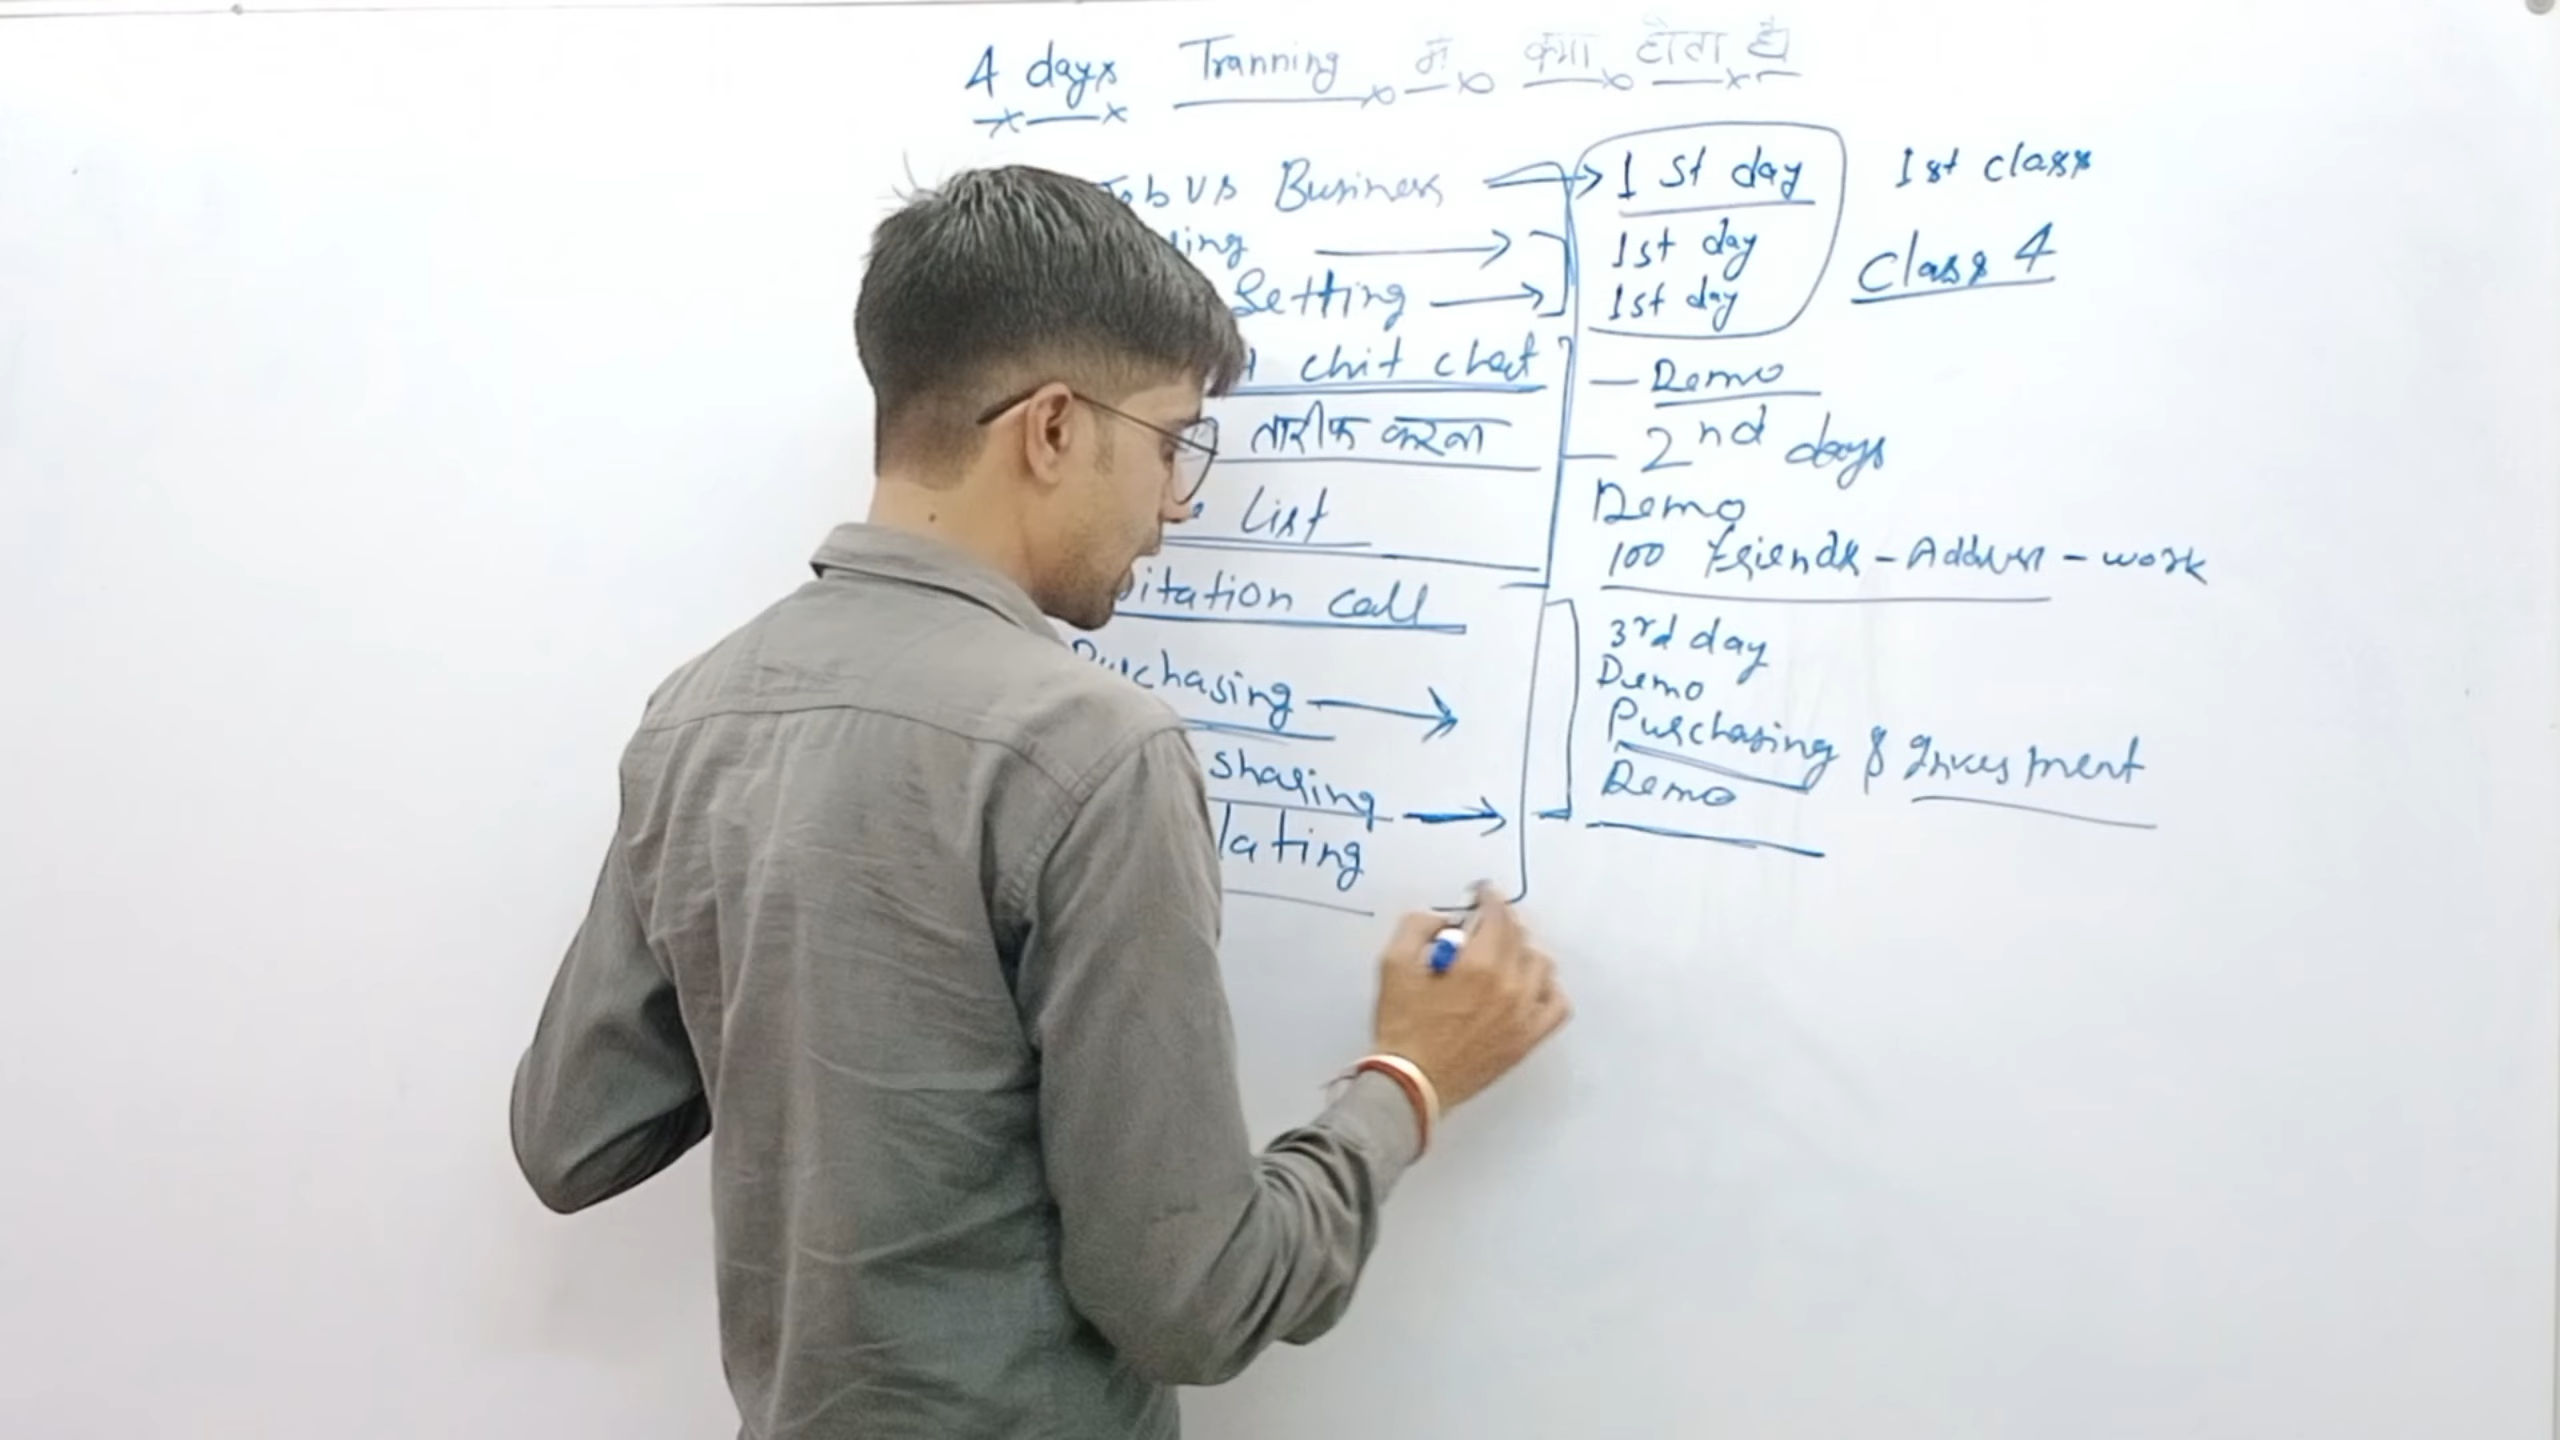 4 days Tranning में क्या होता है
Job vs Business → 1st day 1st class
ing → 1st day
Setting → 1st day
Class 4
chit chat - Demo
तारीफ करना - 2nd days
List Demo
100 Friends - Address - work
itation call
3rd day
Demo
Purchasing → Purchasing & Investment
sharing → Demo
lating